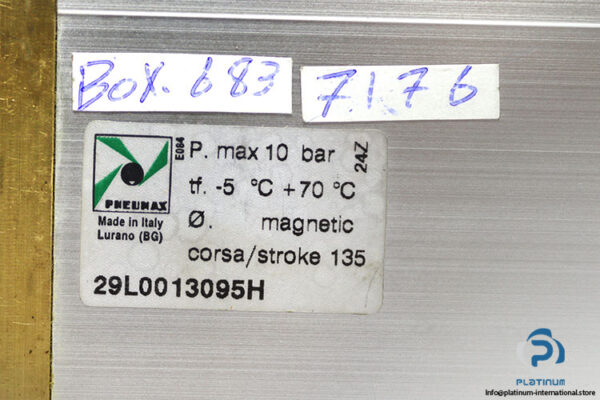 Box. 683
7176
E084
P. max 10 bar
24Z
tf. -5 °C +70 °C
Ø. magnetic
corsa/stroke 135
PNEUMAX
Made in Italy
Lurano (BG)
29L0013095H
PLATINUM
Info@platinum-international.store